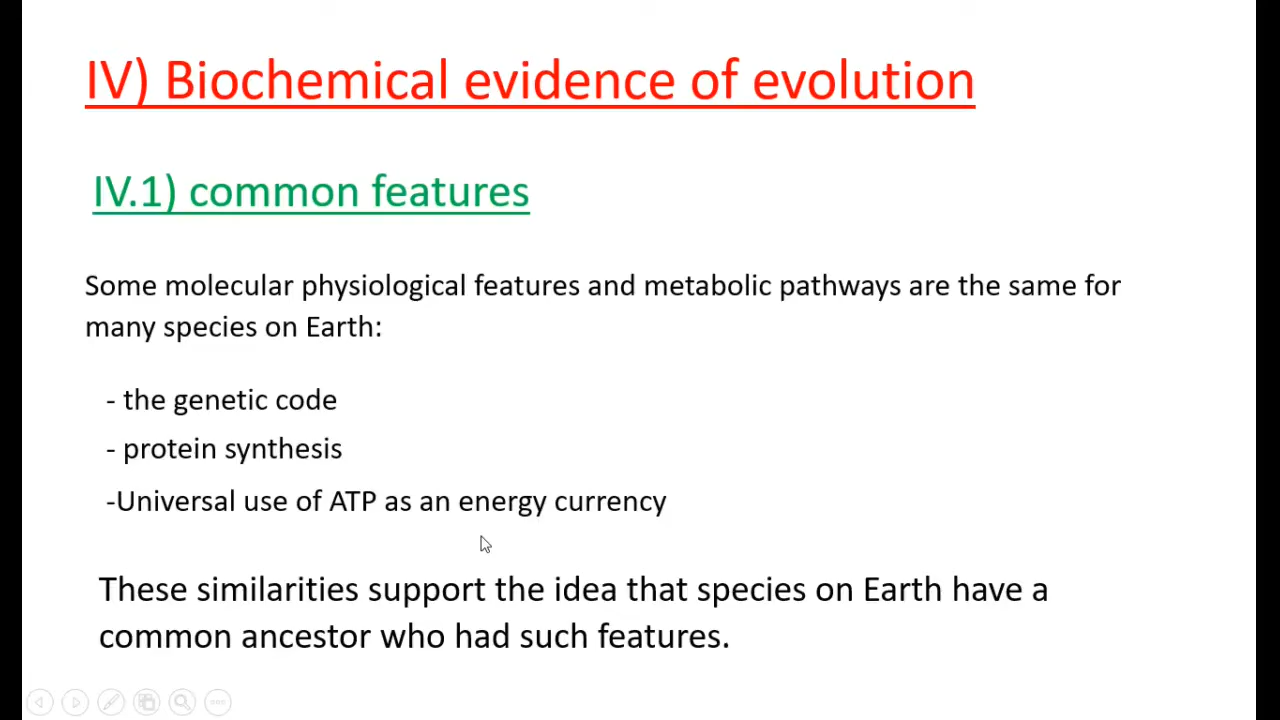 IV) Biochemical evidence of evolution
IV.1) common features
Some molecular physiological features and metabolic pathways are the same for
many species on Earth:
- the genetic code
- protein synthesis
-Universal use of ATP as an energy currency
These similarities support the idea that species on Earth have a
common ancestor who had such features.